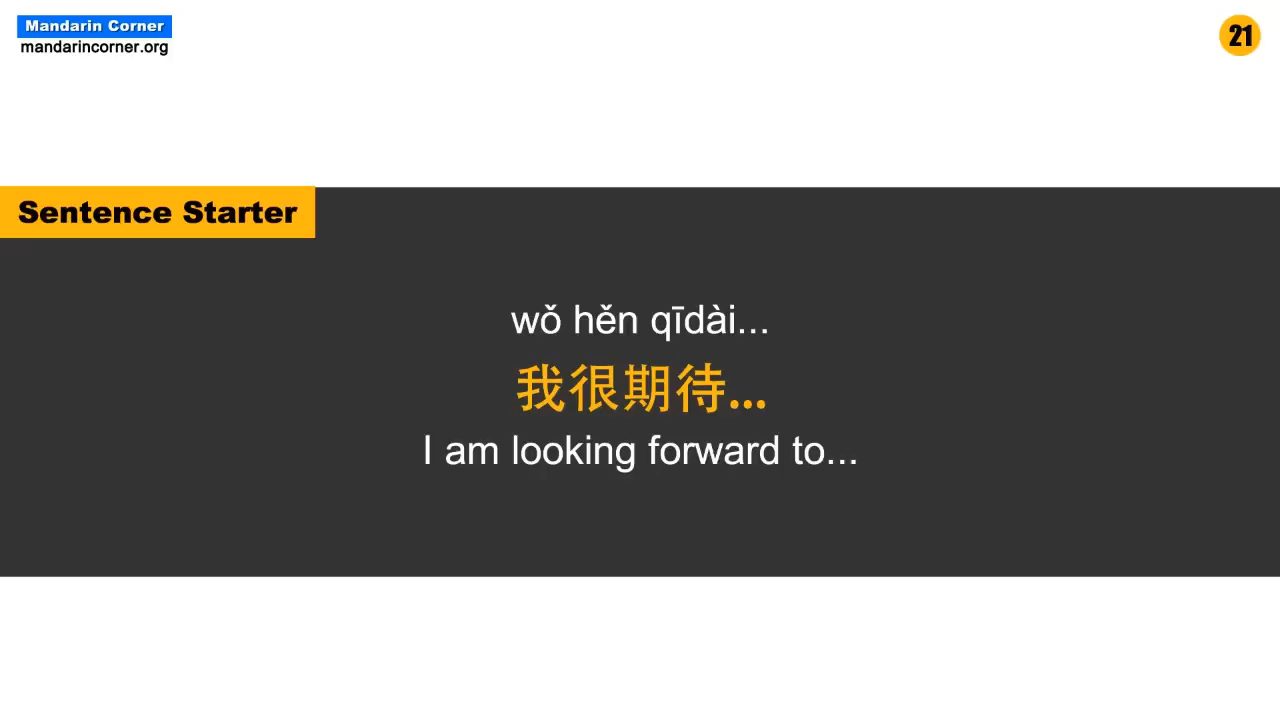 Mandarin Corner
mandarincorner.org
21
Sentence Starter
wǒ hěn qīdài...
我很期待...
I am looking forward to...